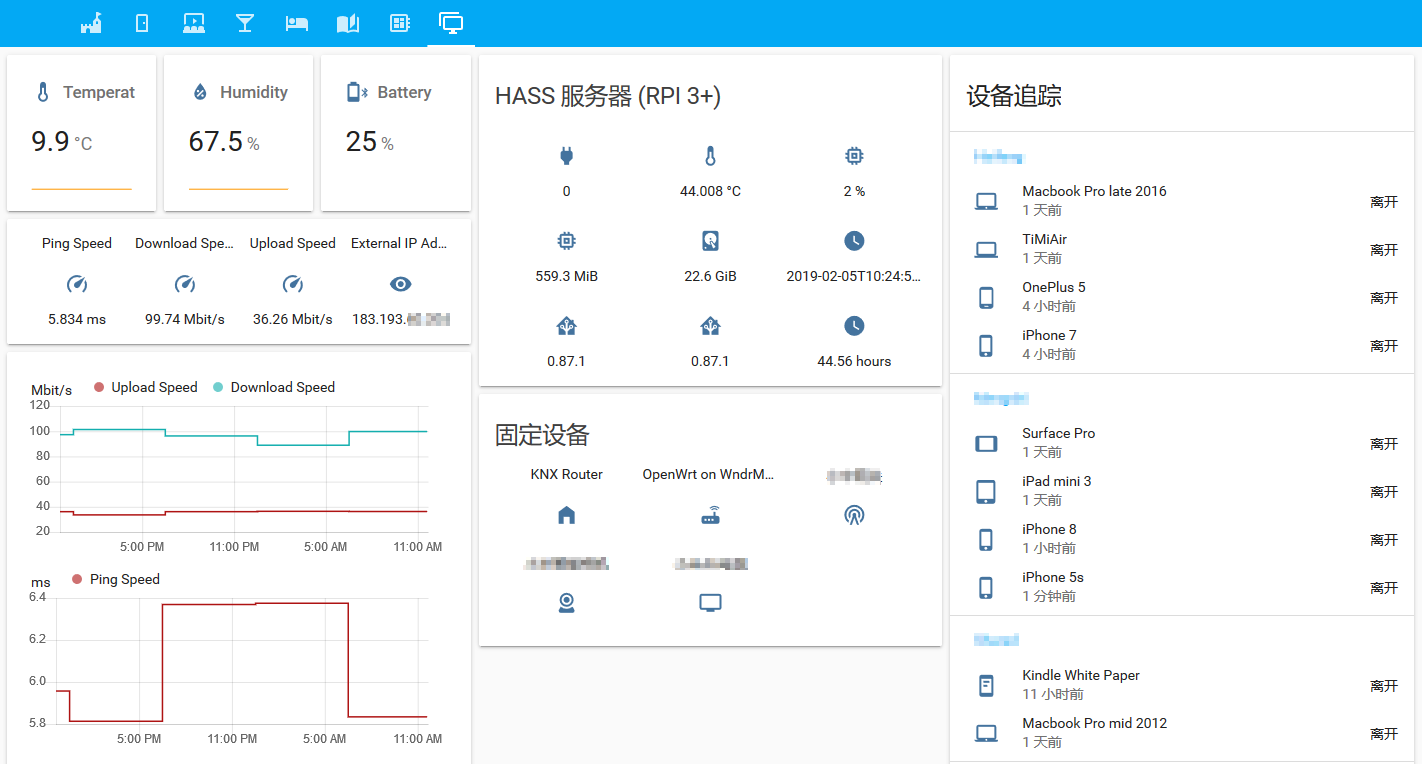 Temperat
9.9 °C
Humidity
67.5 %
Battery
25 %
Ping Speed
Download Spe...
Upload Speed
External IP Ad...
5.834 ms
99.74 Mbit/s
36.26 Mbit/s
183.193.
Mbit/s
Upload Speed
Download Speed
120
100
80
60
40
20
5:00 PM
11:00 PM
5:00 AM
11:00 AM
ms
Ping Speed
6.4
6.2
6.0
5.8
5:00 PM
11:00 PM
5:00 AM
11:00 AM
HASS 服务器 (RPI 3+)
0
44.008 °C
2 %
559.3 MiB
22.6 GiB
2019-02-05T10:24:5...
0.87.1
0.87.1
44.56 hours
固定设备
KNX Router
OpenWrt on WndrM...
设备追踪
Macbook Pro late 2016
1 天前
离开
TiMiAir
1 天前
离开
OnePlus 5
4 小时前
离开
iPhone 7
4 小时前
离开
Surface Pro
1 天前
离开
iPad mini 3
1 天前
离开
iPhone 8
1 小时前
离开
iPhone 5s
1 分钟前
离开
Kindle White Paper
11 小时前
离开
Macbook Pro mid 2012
1 天前
离开